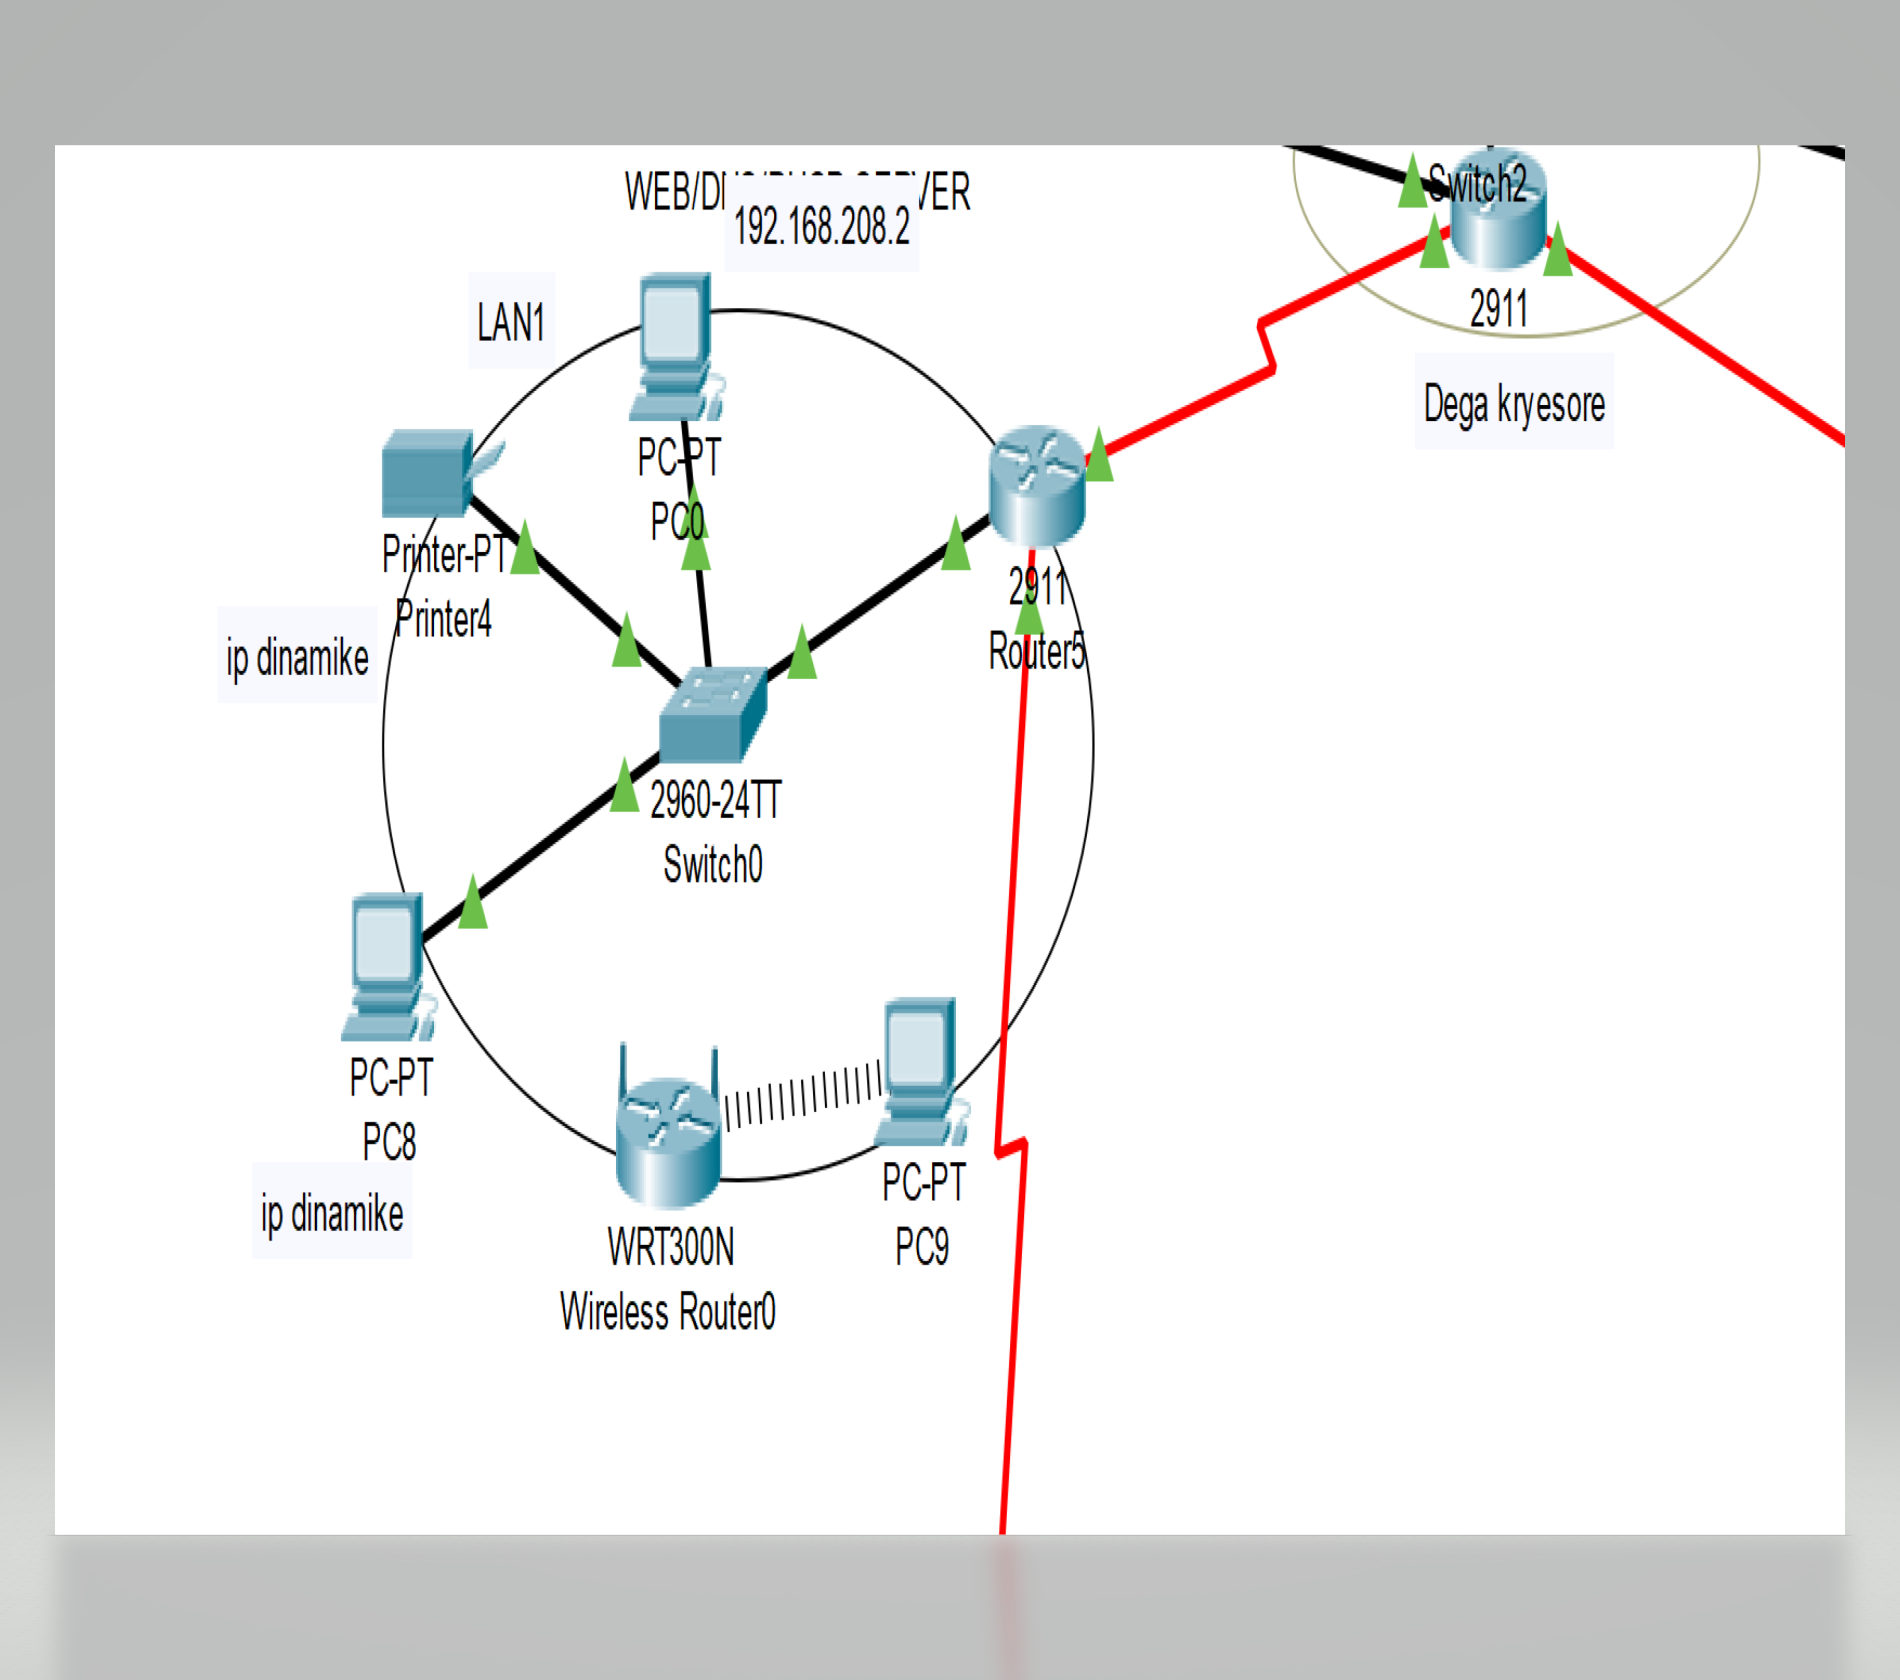 192.168.208.2
LAN1
PC-PT
PC0
Printer-PT
Printer4
ip dinamike
2960-24TT
Switch0
2911
Router5
Switch2
2911
Dega kryesore
PC-PT
PC8
ip dinamike
WRT300N
Wireless Router0
PC-PT
PC9